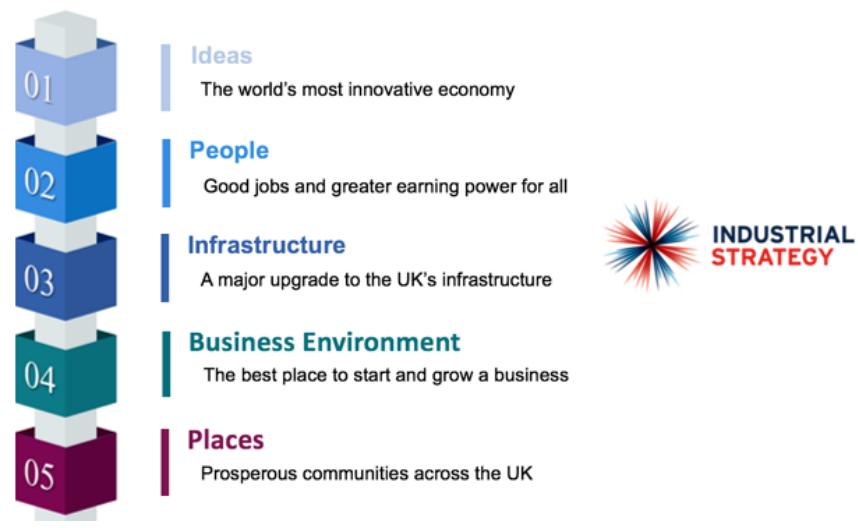 01
Ideas
The world’s most innovative economy
02
People
Good jobs and greater earning power for all
03
Infrastructure
A major upgrade to the UK’s infrastructure
04
Business Environment
The best place to start and grow a business
05
Places
Prosperous communities across the UK
INDUSTRIAL
STRATEGY